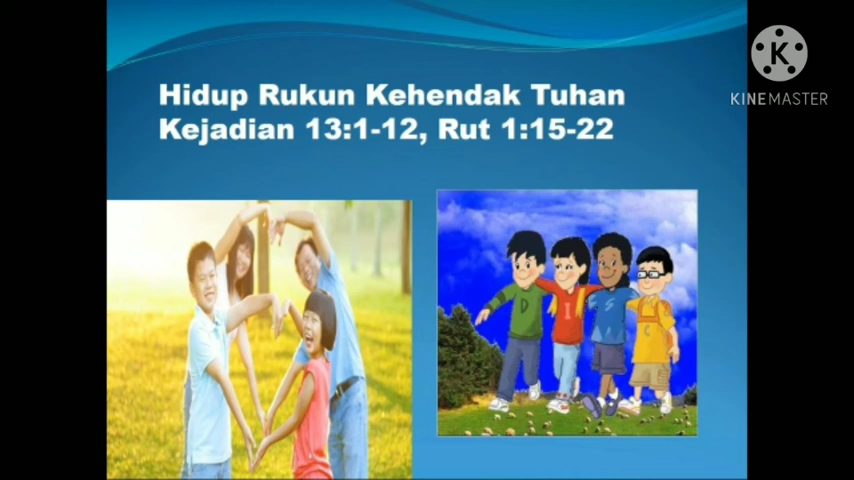 Hidup Rukun Kehendak Tuhan
Kejadian 13:1-12, Rut 1:15-22
K
KINEMASTER
D I S C